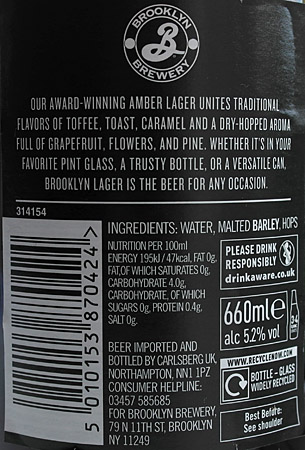 BROOKLYN
B
BREWERY
OUR AWARD-WINNING AMBER LAGER UNITES TRADITIONAL
FLAVORS OF TOFFEE, TOAST, CARAMEL AND A DRY-HOPPED AROMA
FULL OF GRAPEFRUIT, FLOWERS, AND PINE. WHETHER IT'S IN YOUR
FAVORITE PINT GLASS, A TRUSTY BOTTLE, OR A VERSATILE CAN,
BROOKLYN LAGER IS THE BEER FOR ANY OCCASION.
314154
5 010153 870424 >
INGREDIENTS: WATER, MALTED BARLEY, HOPS
NUTRITION PER 100ml
ENERGY 195kJ / 47kcal, FAT 0g,
FAT,OF WHICH SATURATES 0g,
CARBOHYDRATE 4.0g,
CARBOHYDRATE, OF WHICH
SUGARS 0g, PROTEIN 0.4g,
SALT 0g.
BEER IMPORTED AND
BOTTLED BY CARLSBERG UK,
NORTHAMPTON, NN1 1PZ
CONSUMER HELPLINE:
03457 585685
FOR BROOKLYN BREWERY,
79 N 11TH ST, BROOKLYN
NY 11249
PLEASE DRINK
RESPONSIBLY
drinkaware.co.uk
660ml e
alc 5.2% vol
3.4
WWW.RECYCLENOW.COM
BOTTLE - GLASS
WIDELY RECYCLED
Best Before:
See shoulder